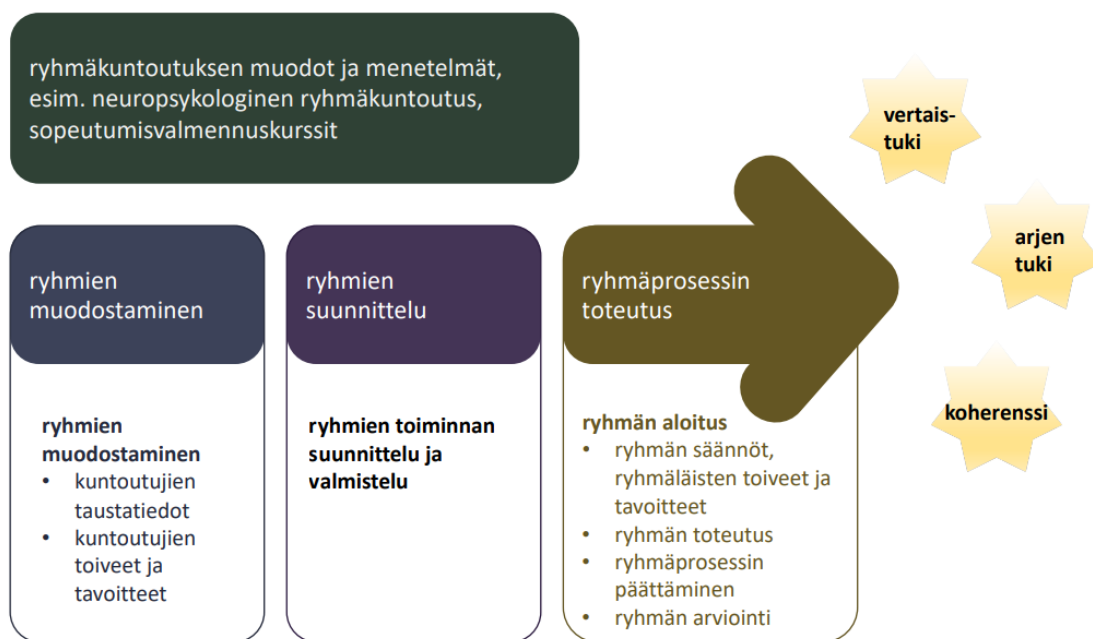 ryhmäkuntoutuksen muodot ja menetelmät,
esim. neuropsykologinen ryhmäkuntoutus,
sopeutumisvalmennuskurssit
vertais-
tuki
arjen
tuki
koherenssi
ryhmien
muodostaminen
ryhmien
muodostaminen
• kuntoutujien
taustatiedot
• kuntoutujien
toiveet ja
tavoitteet
ryhmien
suunnittelu
ryhmien toiminnan
suunnittelu ja
valmistelu
ryhmäprosessin
toteutus
ryhmän aloitus
• ryhmän säännöt,
ryhmäläisten toiveet ja
tavoitteet
• ryhmän toteutus
• ryhmäprosessin
päättäminen
• ryhmän arviointi